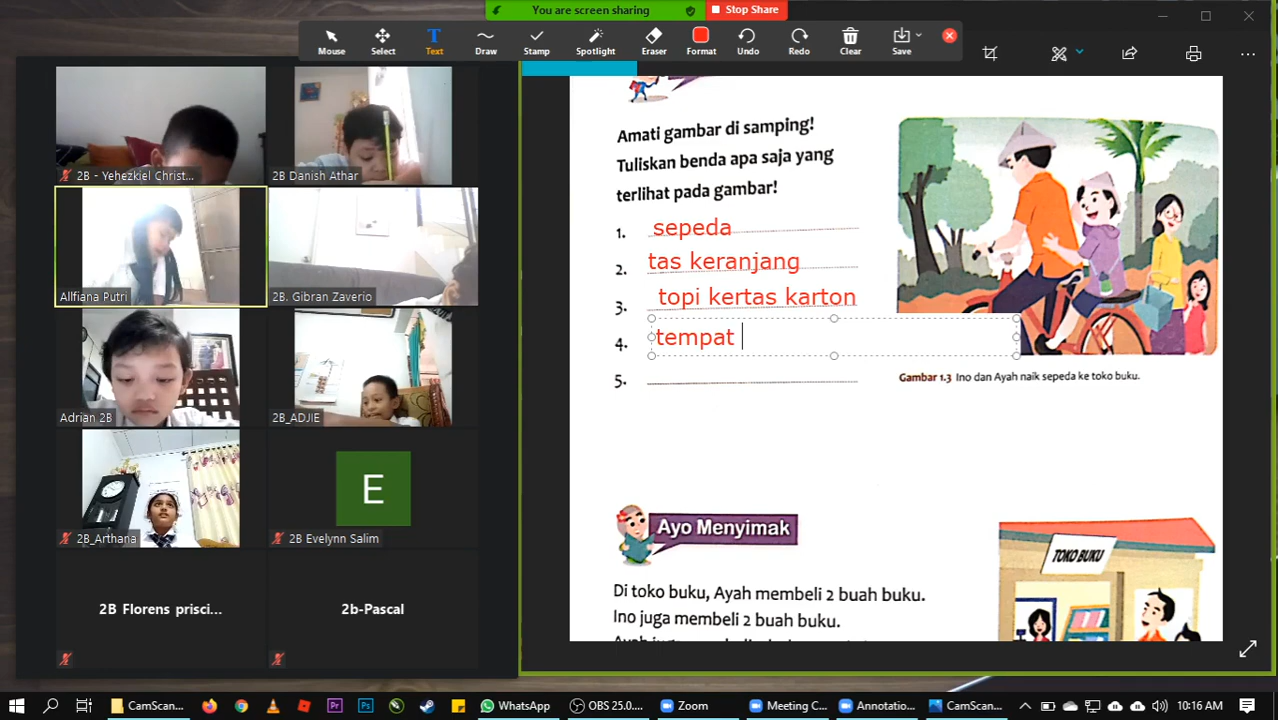 You are screen sharing
Stop Share
Mouse
Select
Text
Draw
Stamp
Spotlight
Eraser
Format
Undo
Redo
Clear
Save
2B - Yehezkiel Christ...
2B Danish Athar
Allfiana Putri
2B. Gibran Zaverio
Adrian 2B
2B_ADJIE
2B_Arthana
E
2B Evelynn Salim
2B Florens prisci...
2b-Pascal
Amati gambar di samping!
Tuliskan benda apa saja yang
terlihat pada gambar!
1. sepeda
2. tas keranjang
3. topi kertas karton
4. tempat
5.
Gambar 1.3 Ino dan Ayah naik sepeda ke toko buku.
Ayo Menyimak
TOKO BUKU
Di toko buku, Ayah membeli 2 buah buku.
Ino juga membeli 2 buah buku.
CamScan...
Pr
Ps
WhatsApp
OBS 25.0....
Zoom
Meeting C...
Annotatio...
CamScan...
10:16 AM